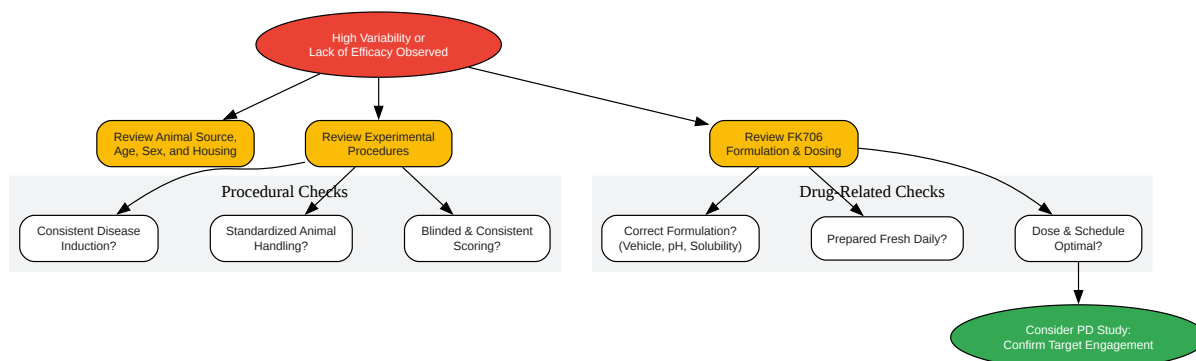 High Variability or
Lack of Efficacy Observed
Review Animal Source,
Age, Sex, and Housing
Review Experimental
Procedures
Review FK706
Formulation & Dosing
Procedural Checks
Drug-Related Checks
Consistent Disease
Induction?
Standardized Animal
Handling?
Blinded & Consistent
Scoring?
Correct Formulation?
(Vehicle, pH, Solubility)
Prepared Fresh Daily?
Dose & Schedule
Optimal?
Consider PD Study:
Confirm Target Engagement